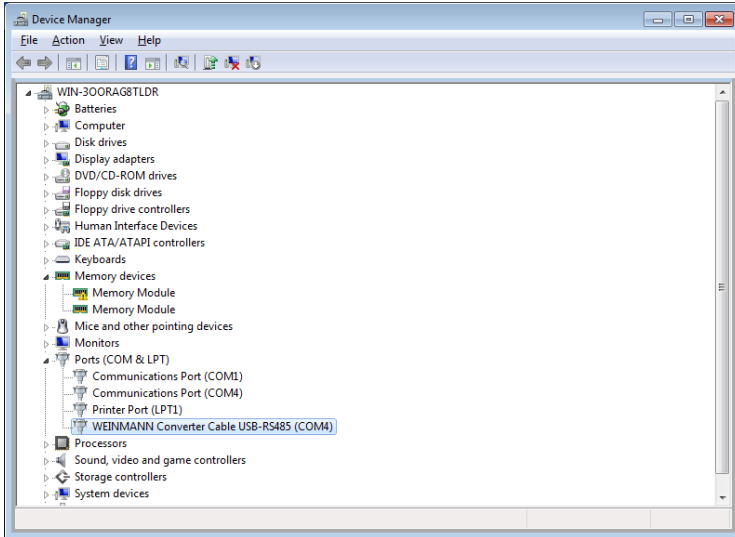 Device Manager
File Action View Help
WIN-3OORAG8TLDR
Batteries
Computer
Disk drives
Display adapters
DVD/CD-ROM drives
Floppy disk drives
Floppy drive controllers
Human Interface Devices
IDE ATA/ATAPI controllers
Keyboards
Memory devices
Memory Module
Memory Module
Mice and other pointing devices
Monitors
Ports (COM & LPT)
Communications Port (COM1)
Communications Port (COM4)
Printer Port (LPT1)
WEINMANN Converter Cable USB-RS485 (COM4)
Processors
Sound, video and game controllers
Storage controllers
System devices